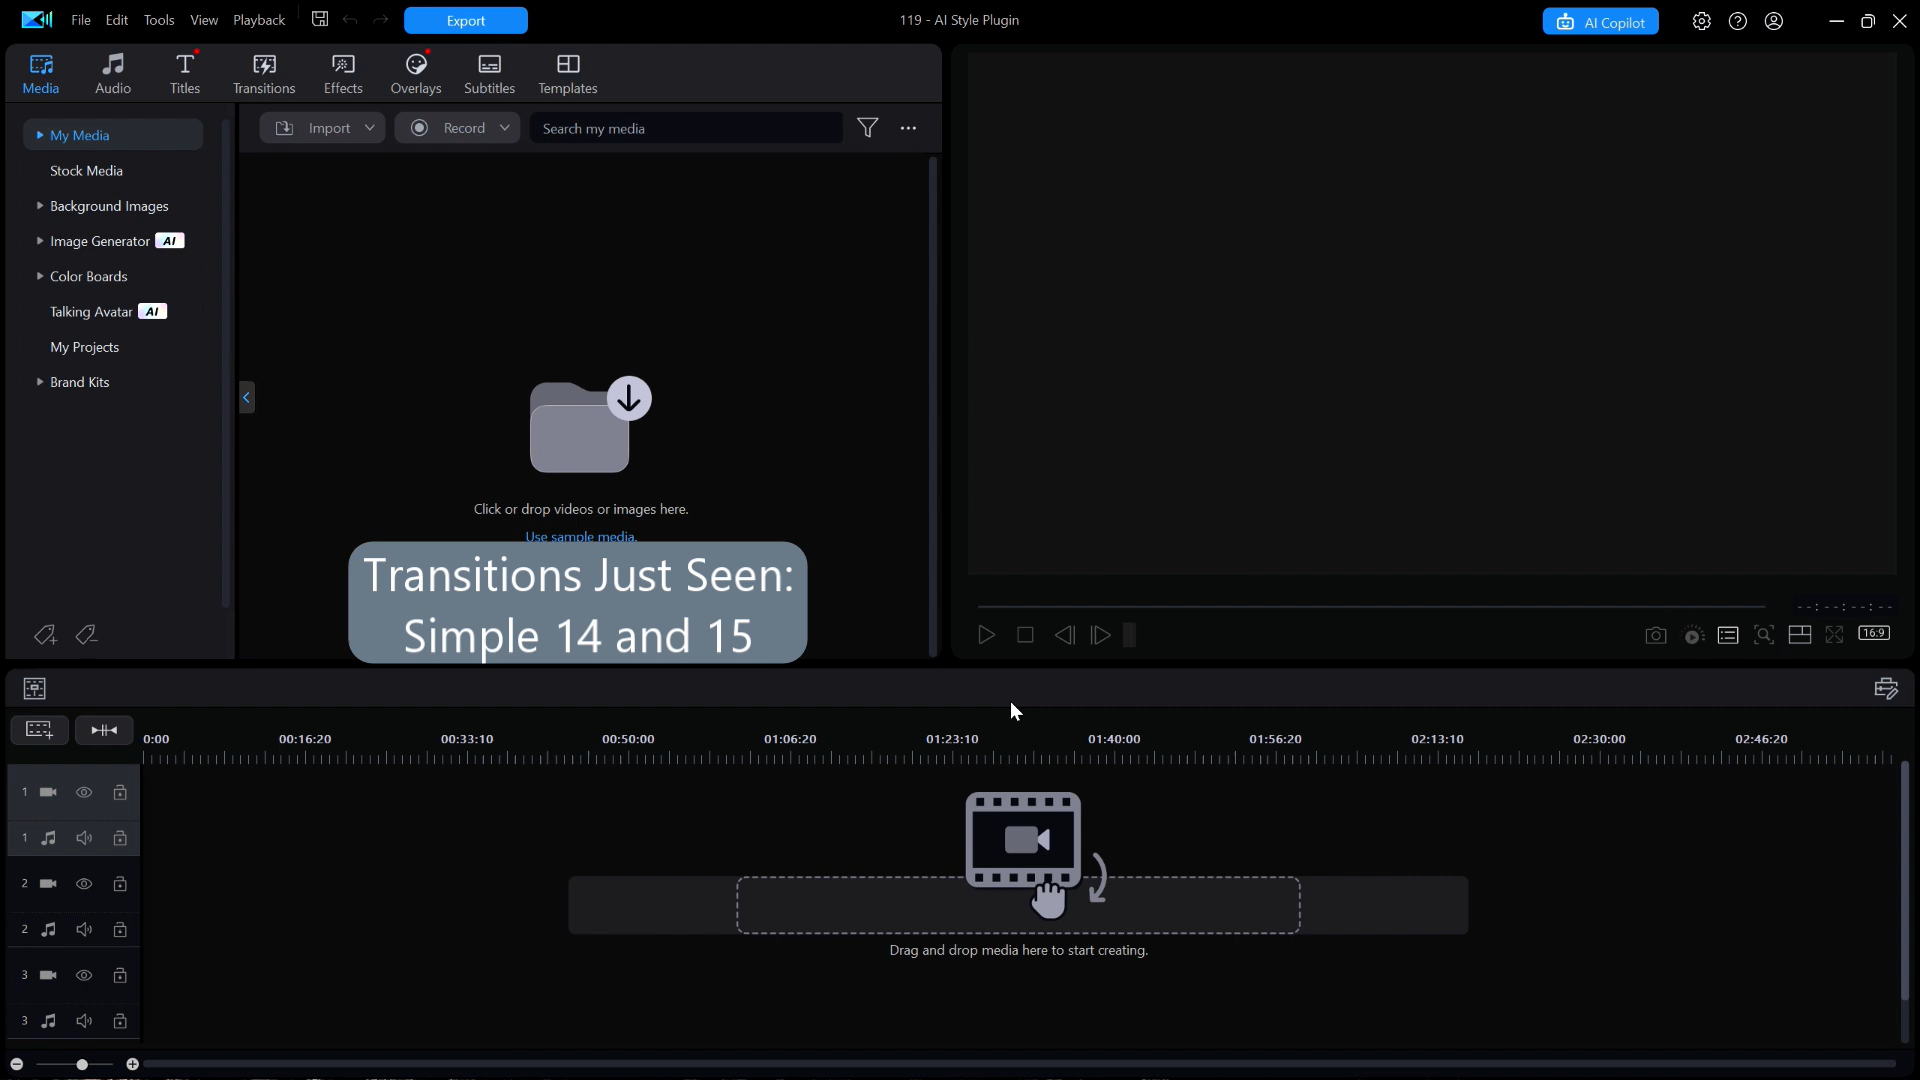 File Edit Tools View Playback Export 119 - AI Style Plugin AI Copilot
Media Audio Titles Transitions Effects Overlays Subtitles Templates
My Media
Stock Media
Background Images
Image Generator AI
Color Boards
Talking Avatar AI
My Projects
Brand Kits
Import Record Search my media
Click or drop videos or images here.
Use sample media.
Transitions Just Seen:
Simple 14 and 15
--:--:--:--
16:9
0:00 00:16:20 00:33:10 00:50:00 01:06:20 01:23:10 01:40:00 01:56:20 02:13:10 02:30:00 02:46:20
1
1
2
2
3
3
Drag and drop media here to start creating.